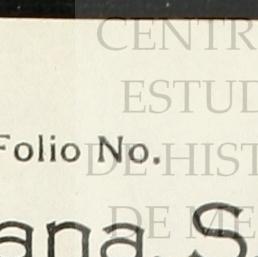 CENTR
ESTUD
Folio No.
DE HIST
DE ME
ana, S.